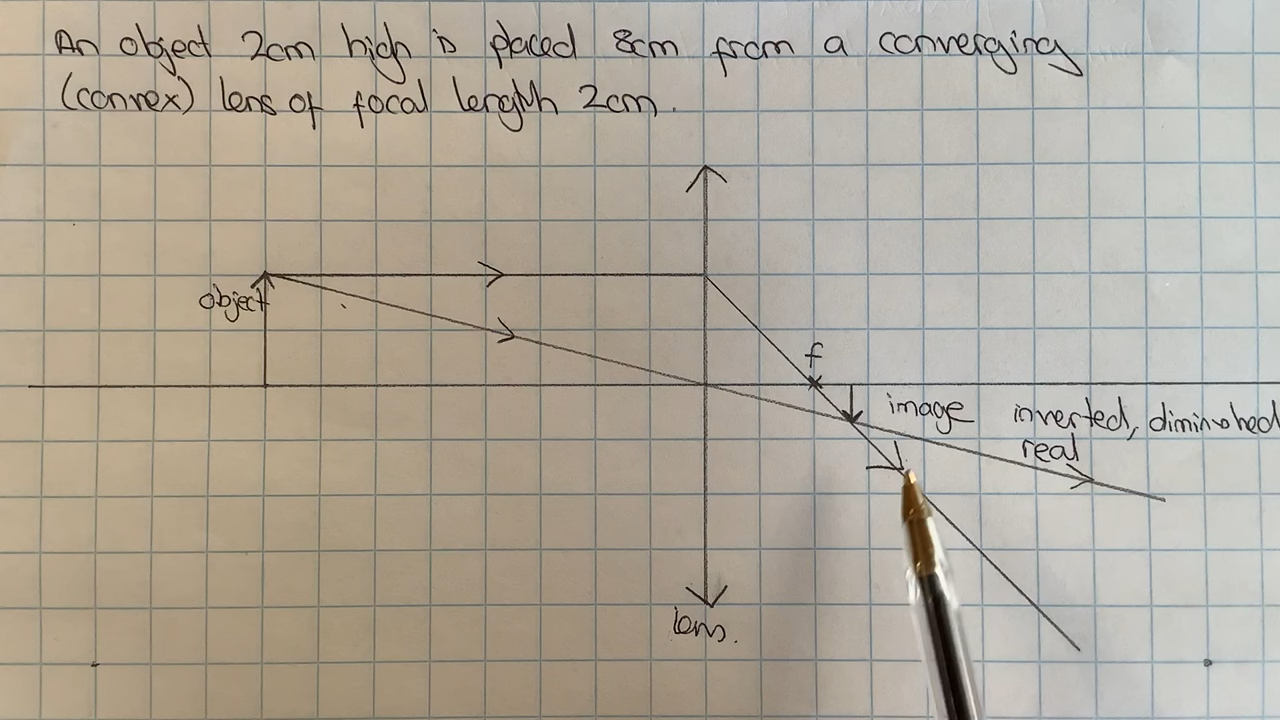 An object 2cm high is placed 8cm from a converging
(convex) lens of focal length 2cm.
object
f
image inverted, diminished
real
lens.